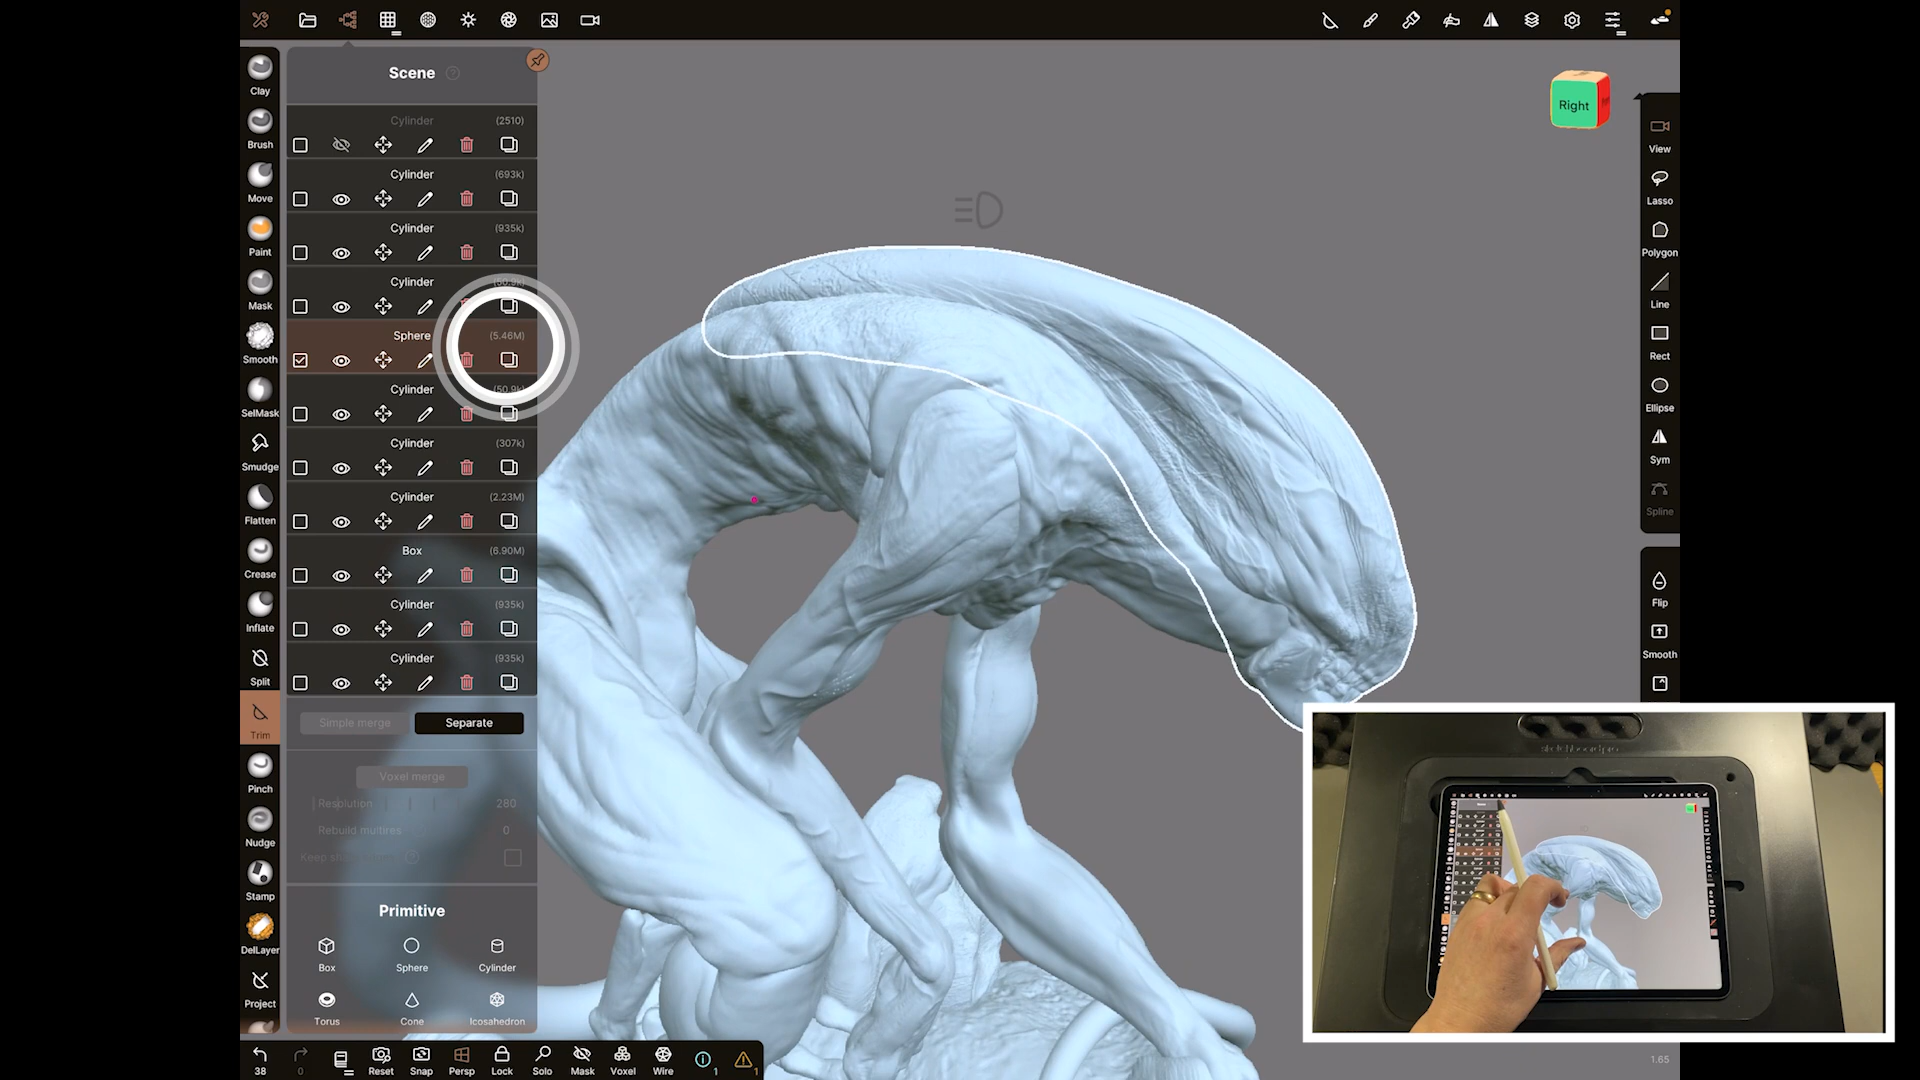 Scene
Clay
Brush
Move
Paint
Mask
Smooth
SelMask
Smudge
Flatten
Crease
Inflate
Split
Trim
Pinch
Nudge
Stamp
DelLayer
Project
Cylinder (2510)
Cylinder (693k)
Cylinder (935k)
Cylinder (50.9k)
Sphere (5.46M)
Cylinder (50.9k)
Cylinder (307k)
Cylinder (2.23M)
Box (6.90M)
Cylinder (935k)
Cylinder (935k)
Simple merge Separate
Voxel merge
Resolution 280
Rebuild multires 0
Primitive
Box Sphere Cylinder
Torus Cone Icosahedron
38 0 Reset Snap Persp Lock Solo Mask Voxel Wire 1 1
Right
View
Lasso
Polygon
Line
Rect
Ellipse
Sym
Spline
Flip
Smooth
1.65